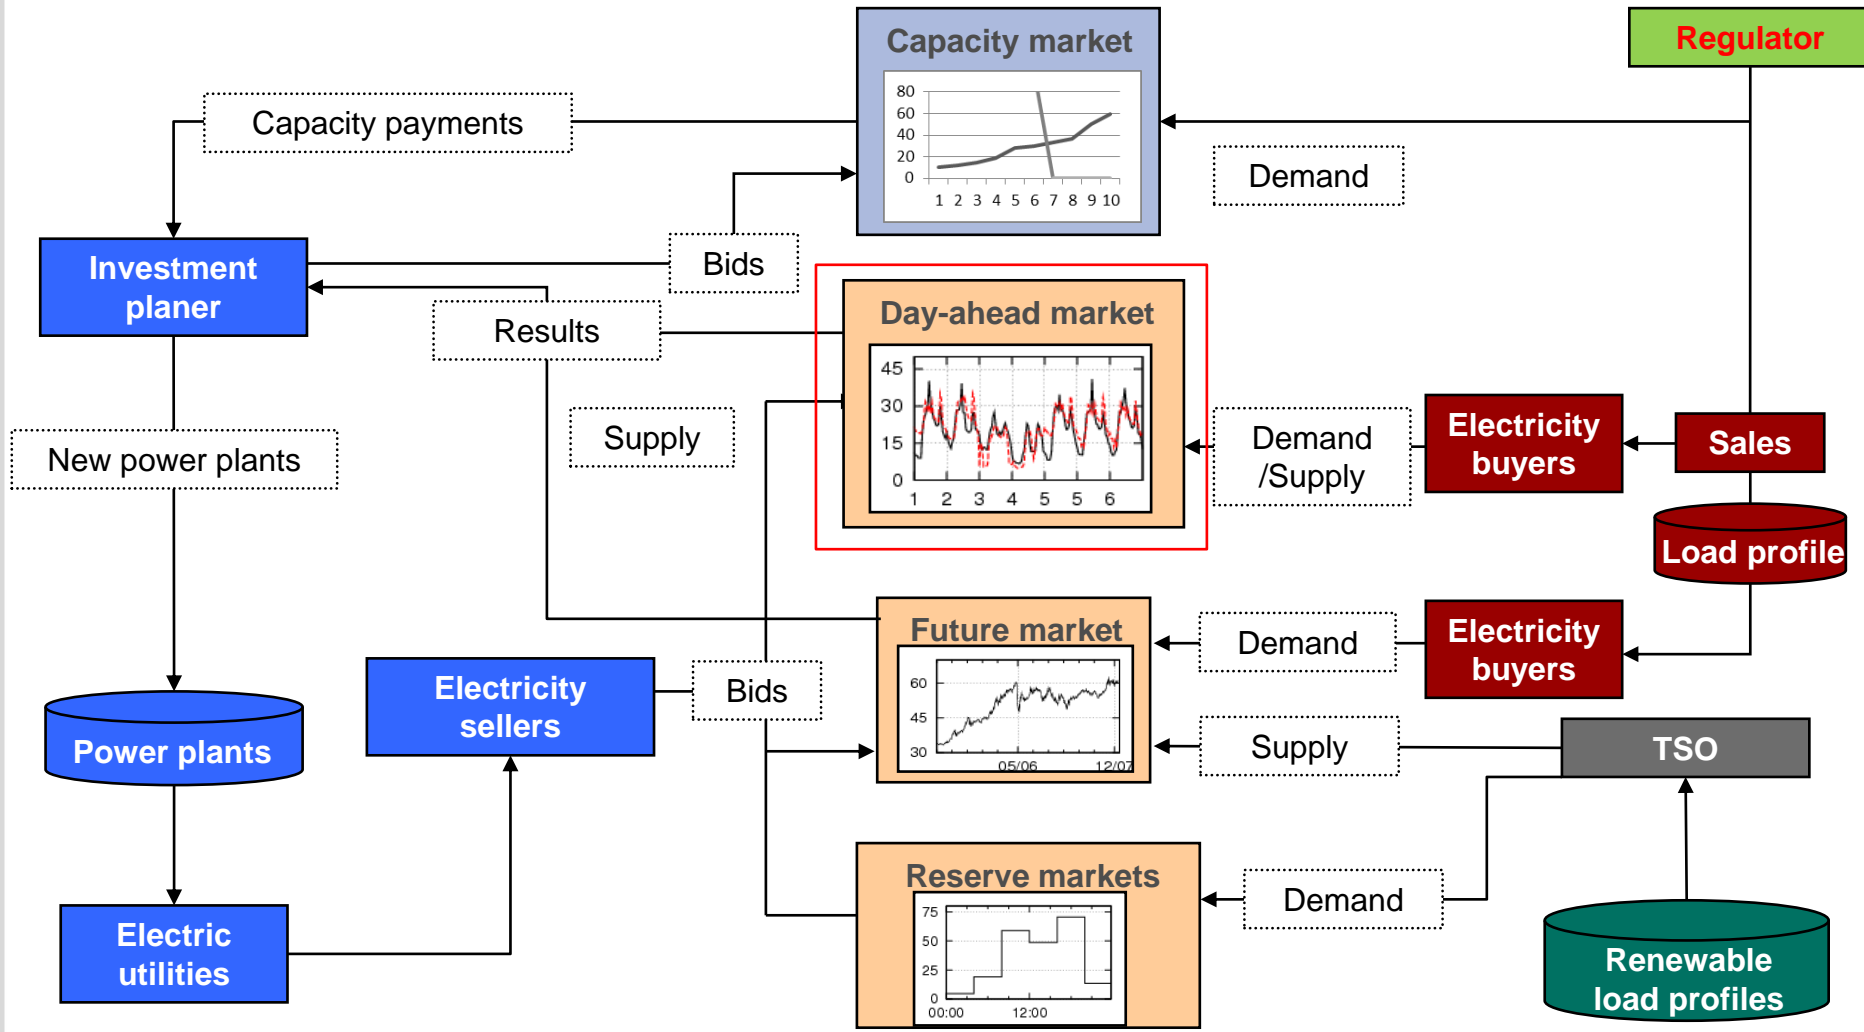 Capacity market
80
60
40
20
0
1 2 3 4 5 6 7 8 9 10
Regulator
Capacity payments
Demand
Bids
Investment
planer
Results
Day-ahead market
45
30
15
0
1 2 3 4 5 5 6
Supply
New power plants
Demand
/Supply
Electricity
buyers
Sales
Load profile
Future market
60
45
30
05/06 12/07
Demand
Electricity
buyers
Electricity
sellers
Bids
Supply
TSO
Power plants
Reserve markets
75
50
25
0
00:00 12:00
Demand
Electric
utilities
Renewable
load profiles